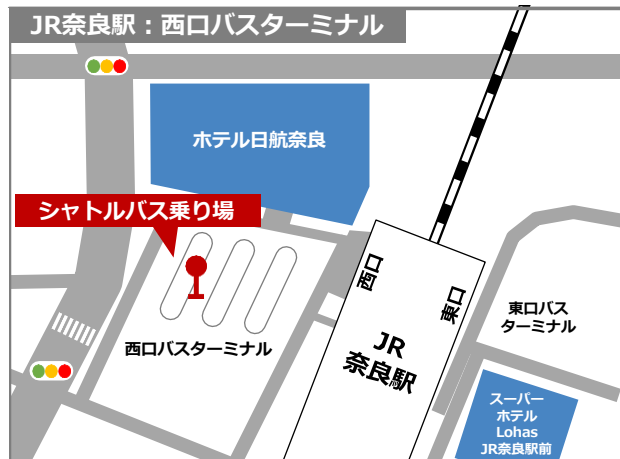 JR奈良駅：西口バスターミナル
ホテル日航奈良
シャトルバス乗り場
西口
東口
東口バス
ターミナル
JR
奈良駅
西口バスターミナル
スーパー
ホテル
Lohas
JR奈良駅前